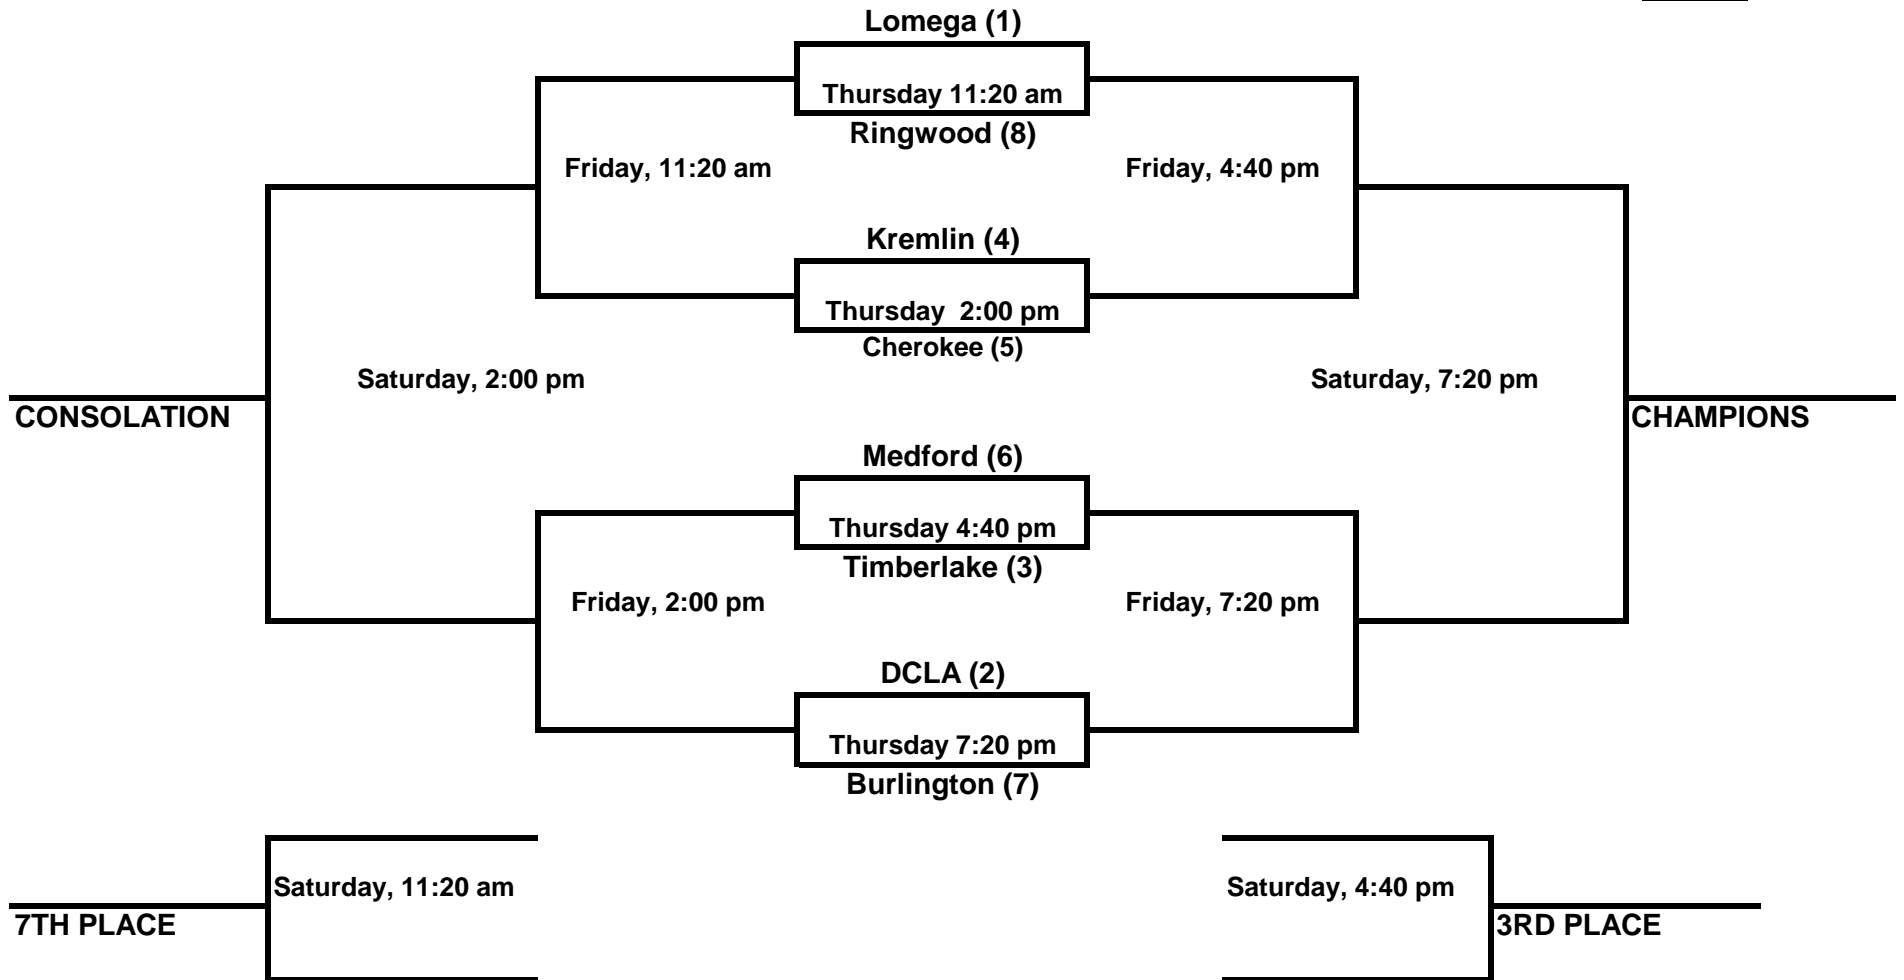 Lomega (1)
Thursday 11:20 am
Ringwood (8)
Friday, 11:20 am
Friday, 4:40 pm
Kremlin (4)
Thursday  2:00 pm
Cherokee (5)
Saturday, 2:00 pm
Saturday, 7:20 pm
CONSOLATION
CHAMPIONS
Medford (6)
Thursday 4:40 pm
Timberlake (3)
Friday, 2:00 pm
Friday, 7:20 pm
DCLA (2)
Thursday 7:20 pm
Burlington (7)
Saturday, 11:20 am
Saturday, 4:40 pm
7TH PLACE
3RD PLACE